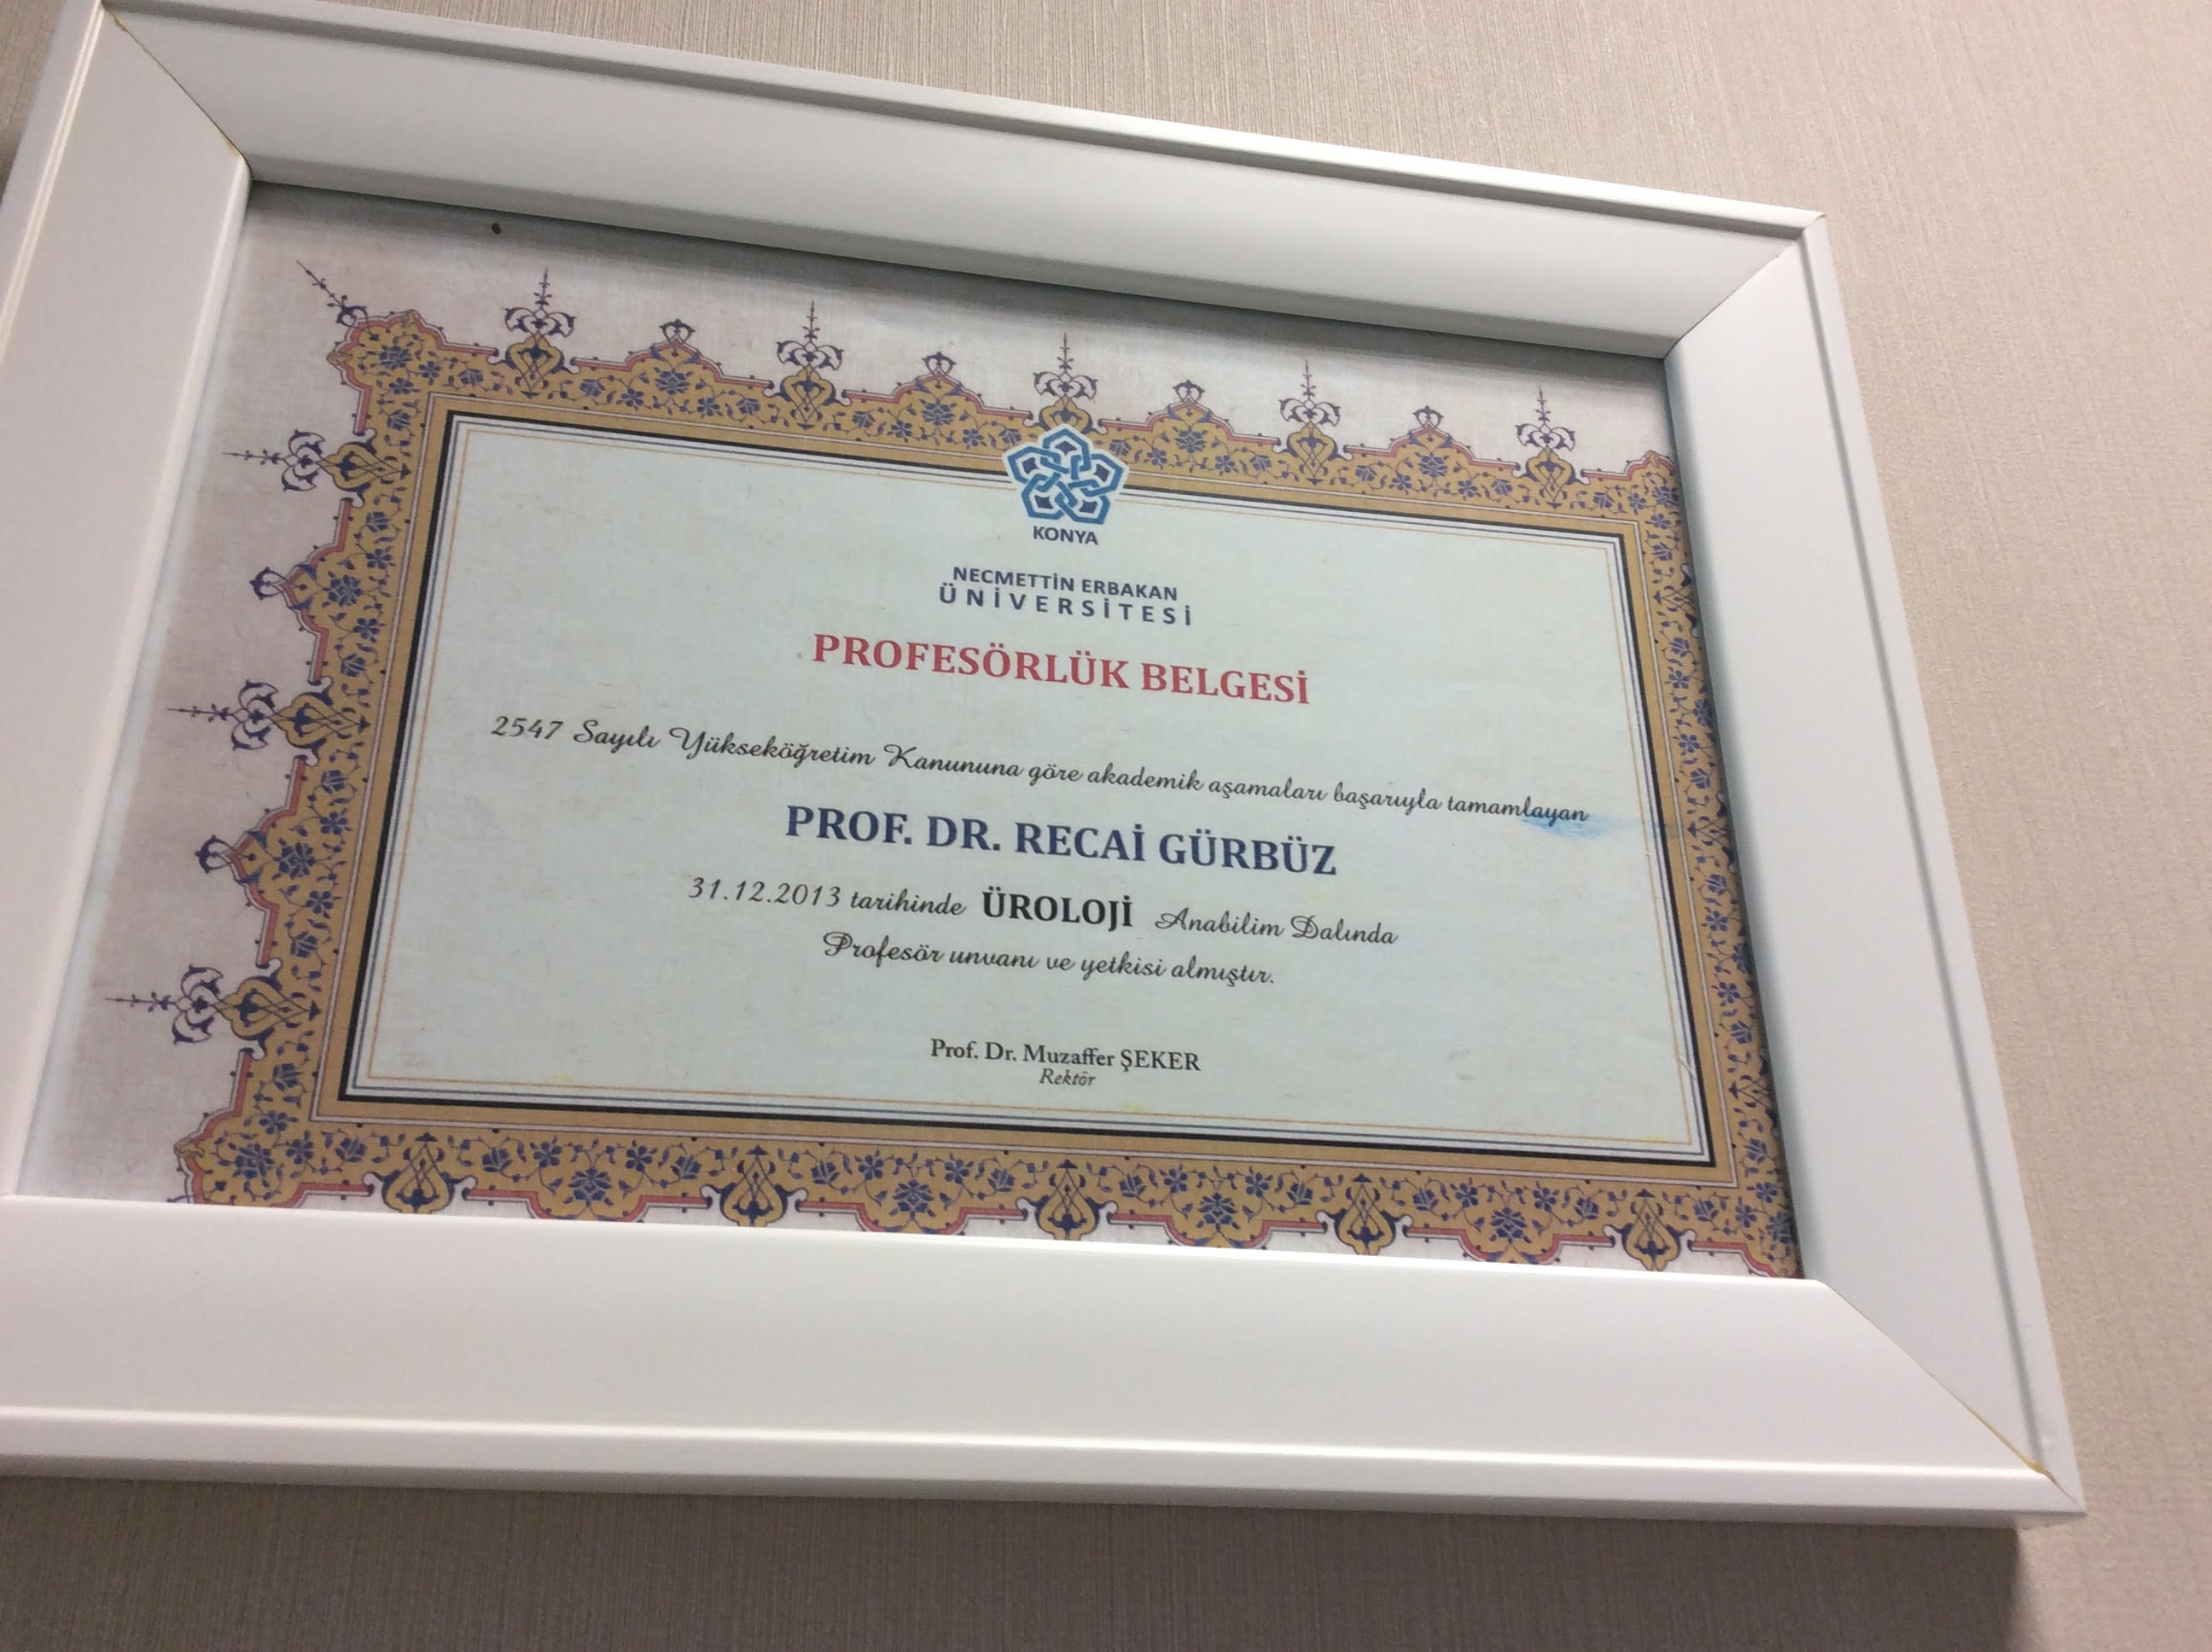 KONYA
NECMETTİN ERBAKAN
ÜNİVERSİTESİ
PROFESÖRLÜK BELGESİ
2547 Sayılı Yükseköğretim Kanununa göre akademik aşamaları başarıyla tamamlayan
PROF. DR. RECAİ GÜRBÜZ
31.12.2013 tarihinde ÜROLOJİ Anabilim Dalında
Profesör unvanı ve yetkisi almıştır.
Prof. Dr. Muzaffer ŞEKER
Rektör